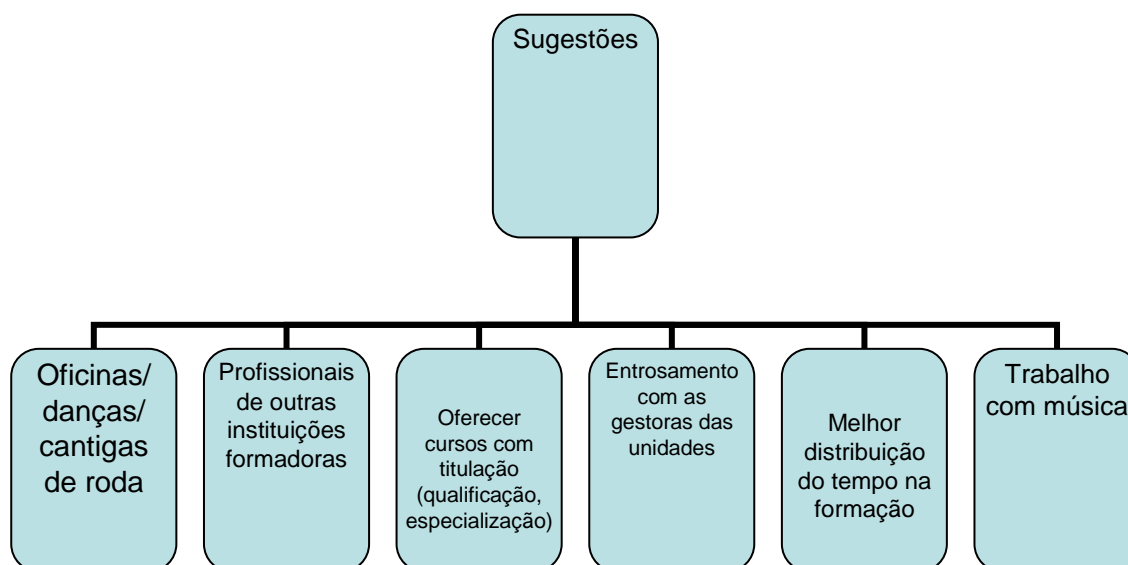 Sugestões
Oficinas/
danças/
cantigas
de roda
Profissionais
de outras
instituições
formadoras
Oferecer
cursos com
titulação
(qualificação,
especialização)
Entrosamento
com as
gestoras das
unidades
Melhor
distribuição
do tempo na
formação
Trabalho
com música